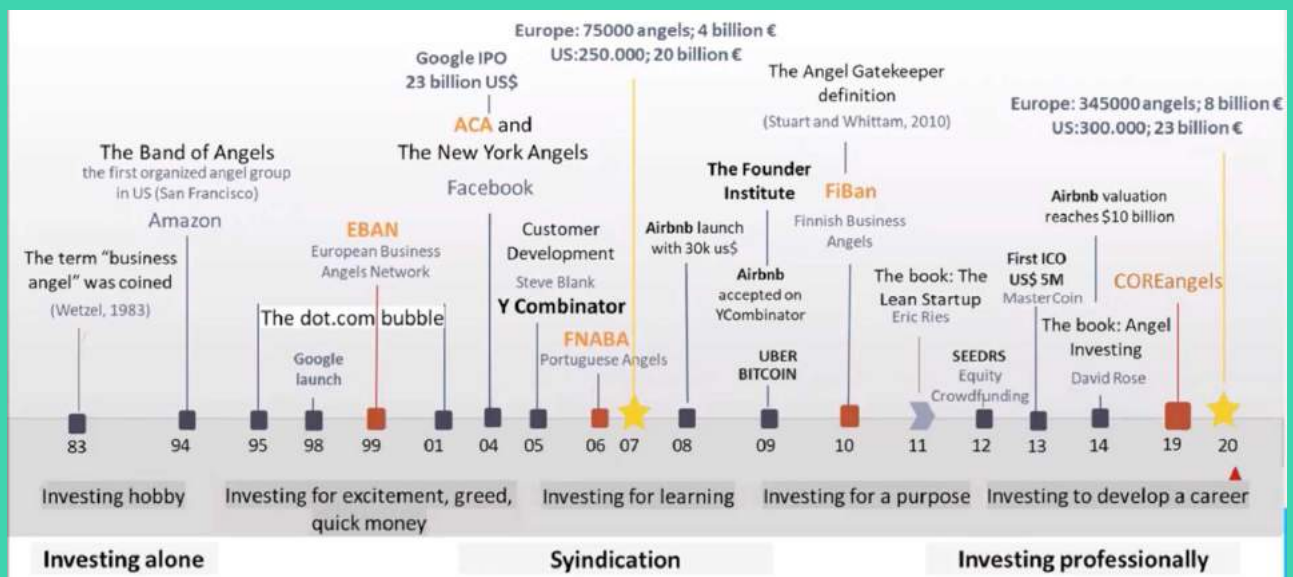 Europe: 75000 angels; 4 billion €
US:250.000; 20 billion €
Google IPO
23 billion US$
ACA and
The New York Angels
Facebook
The Angel Gatekeeper
definition
(Stuart and Whittam, 2010)
Europe: 345000 angels; 8 billion €
US:300.000; 23 billion €
The Band of Angels
the first organized angel group
in US (San Francisco)
Amazon
The term "business
angel" was coined
(Wetzel, 1983)
EBAN
European Business
Angels Network
The dot.com bubble
Google
launch
Customer
Development
Steve Blank
Y Combinator
FNABA
Portuguese Angels
Airbnb launch
with 30k us$
The Founder
Institute
Airbnb
accepted on
YCombinator
UBER
BITCOIN
FiBan
Finnish Business
Angels
The book: The
Lean Startup
Eric Ries
SEEDRS
Equity
Crowdfunding
First ICO
US$ 5M
MasterCoin
Airbnb valuation
reaches $10 billion
The book: Angel
Investing
David Rose
COREangels
83 94 95 98 99 01 04 05 06 07 08 09 10 11 12 13 14 19 20
Investing hobby
Investing for excitement, greed,
quick money
Investing for learning
Investing for a purpose
Investing to develop a career
Investing alone
Syindication
Investing professionally